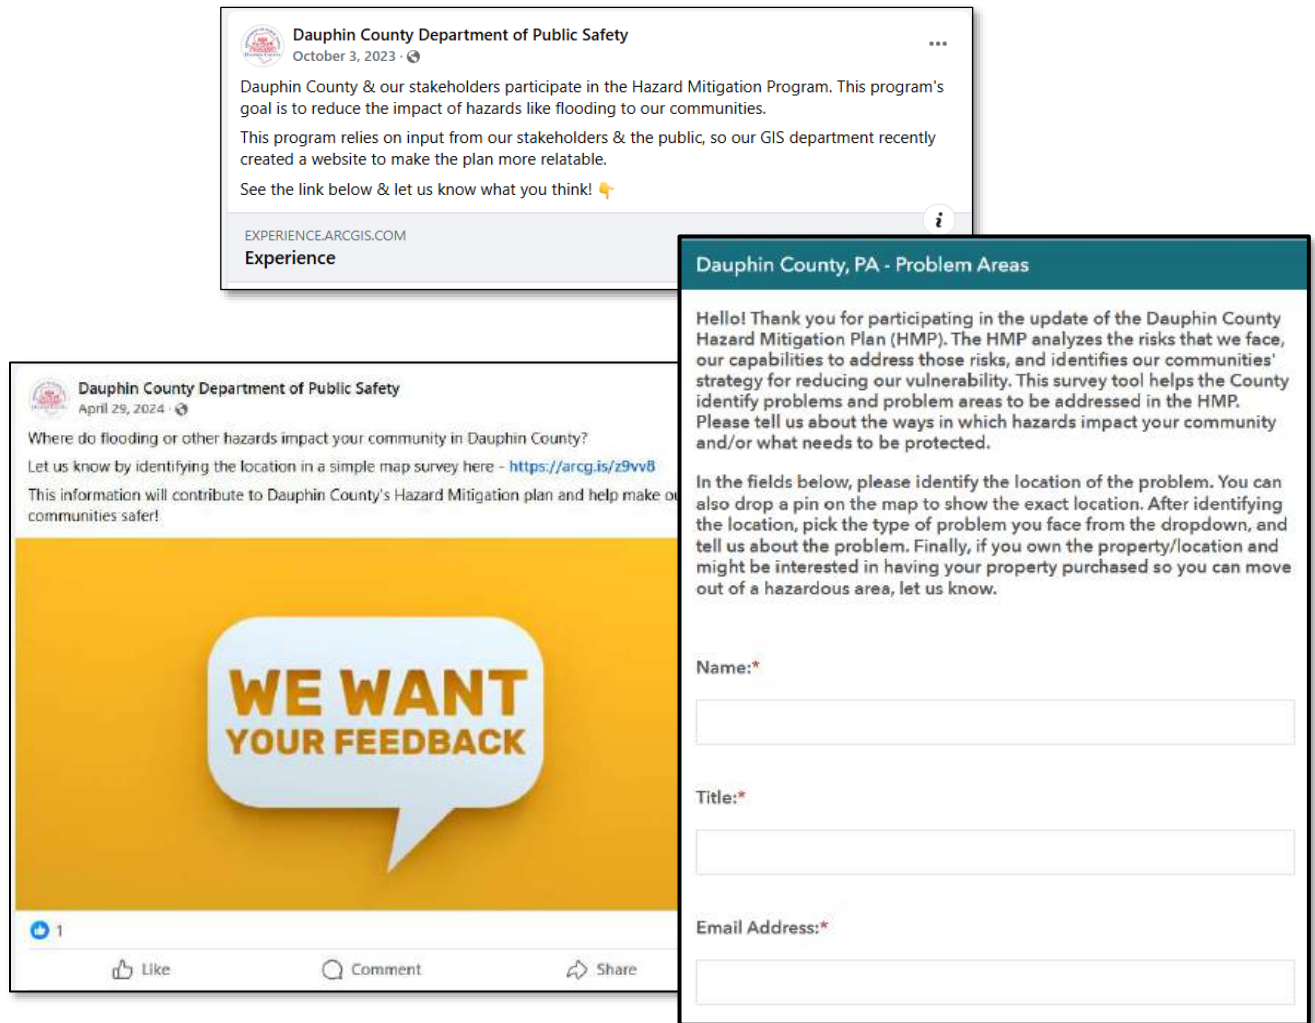 Dauphin County Department of Public Safety
October 3, 2023
Dauphin County & our stakeholders participate in the Hazard Mitigation Program. This program's
goal is to reduce the impact of hazards like flooding to our communities.
This program relies on input from our stakeholders & the public, so our GIS department recently
created a website to make the plan more relatable.
See the link below & let us know what you think! 👇
EXPERIENCE.ARCGIS.COM
Experience
Dauphin County Department of Public Safety
April 29, 2024
Where do flooding or other hazards impact your community in Dauphin County?
Let us know by identifying the location in a simple map survey here - https://arcg.is/z9vv8
This information will contribute to Dauphin County's Hazard Mitigation plan and help make
communities safer!
WE WANT
YOUR FEEDBACK
1
Like
Comment
Share
Dauphin County, PA - Problem Areas
Hello! Thank you for participating in the update of the Dauphin County
Hazard Mitigation Plan (HMP). The HMP analyzes the risks that we face,
our capabilities to address those risks, and identifies our communities'
strategy for reducing our vulnerability. This survey tool helps the County
identify problems and problem areas to be addressed in the HMP.
Please tell us about the ways in which hazards impact your community
and/or what needs to be protected.
In the fields below, please identify the location of the problem. You can
also drop a pin on the map to show the exact location. After identifying
the location, pick the type of problem you face from the dropdown, and
tell us about the problem. Finally, if you own the property/location and
might be interested in having your property purchased so you can move
out of a hazardous area, let us know.
Name:*
Title:*
Email Address:*